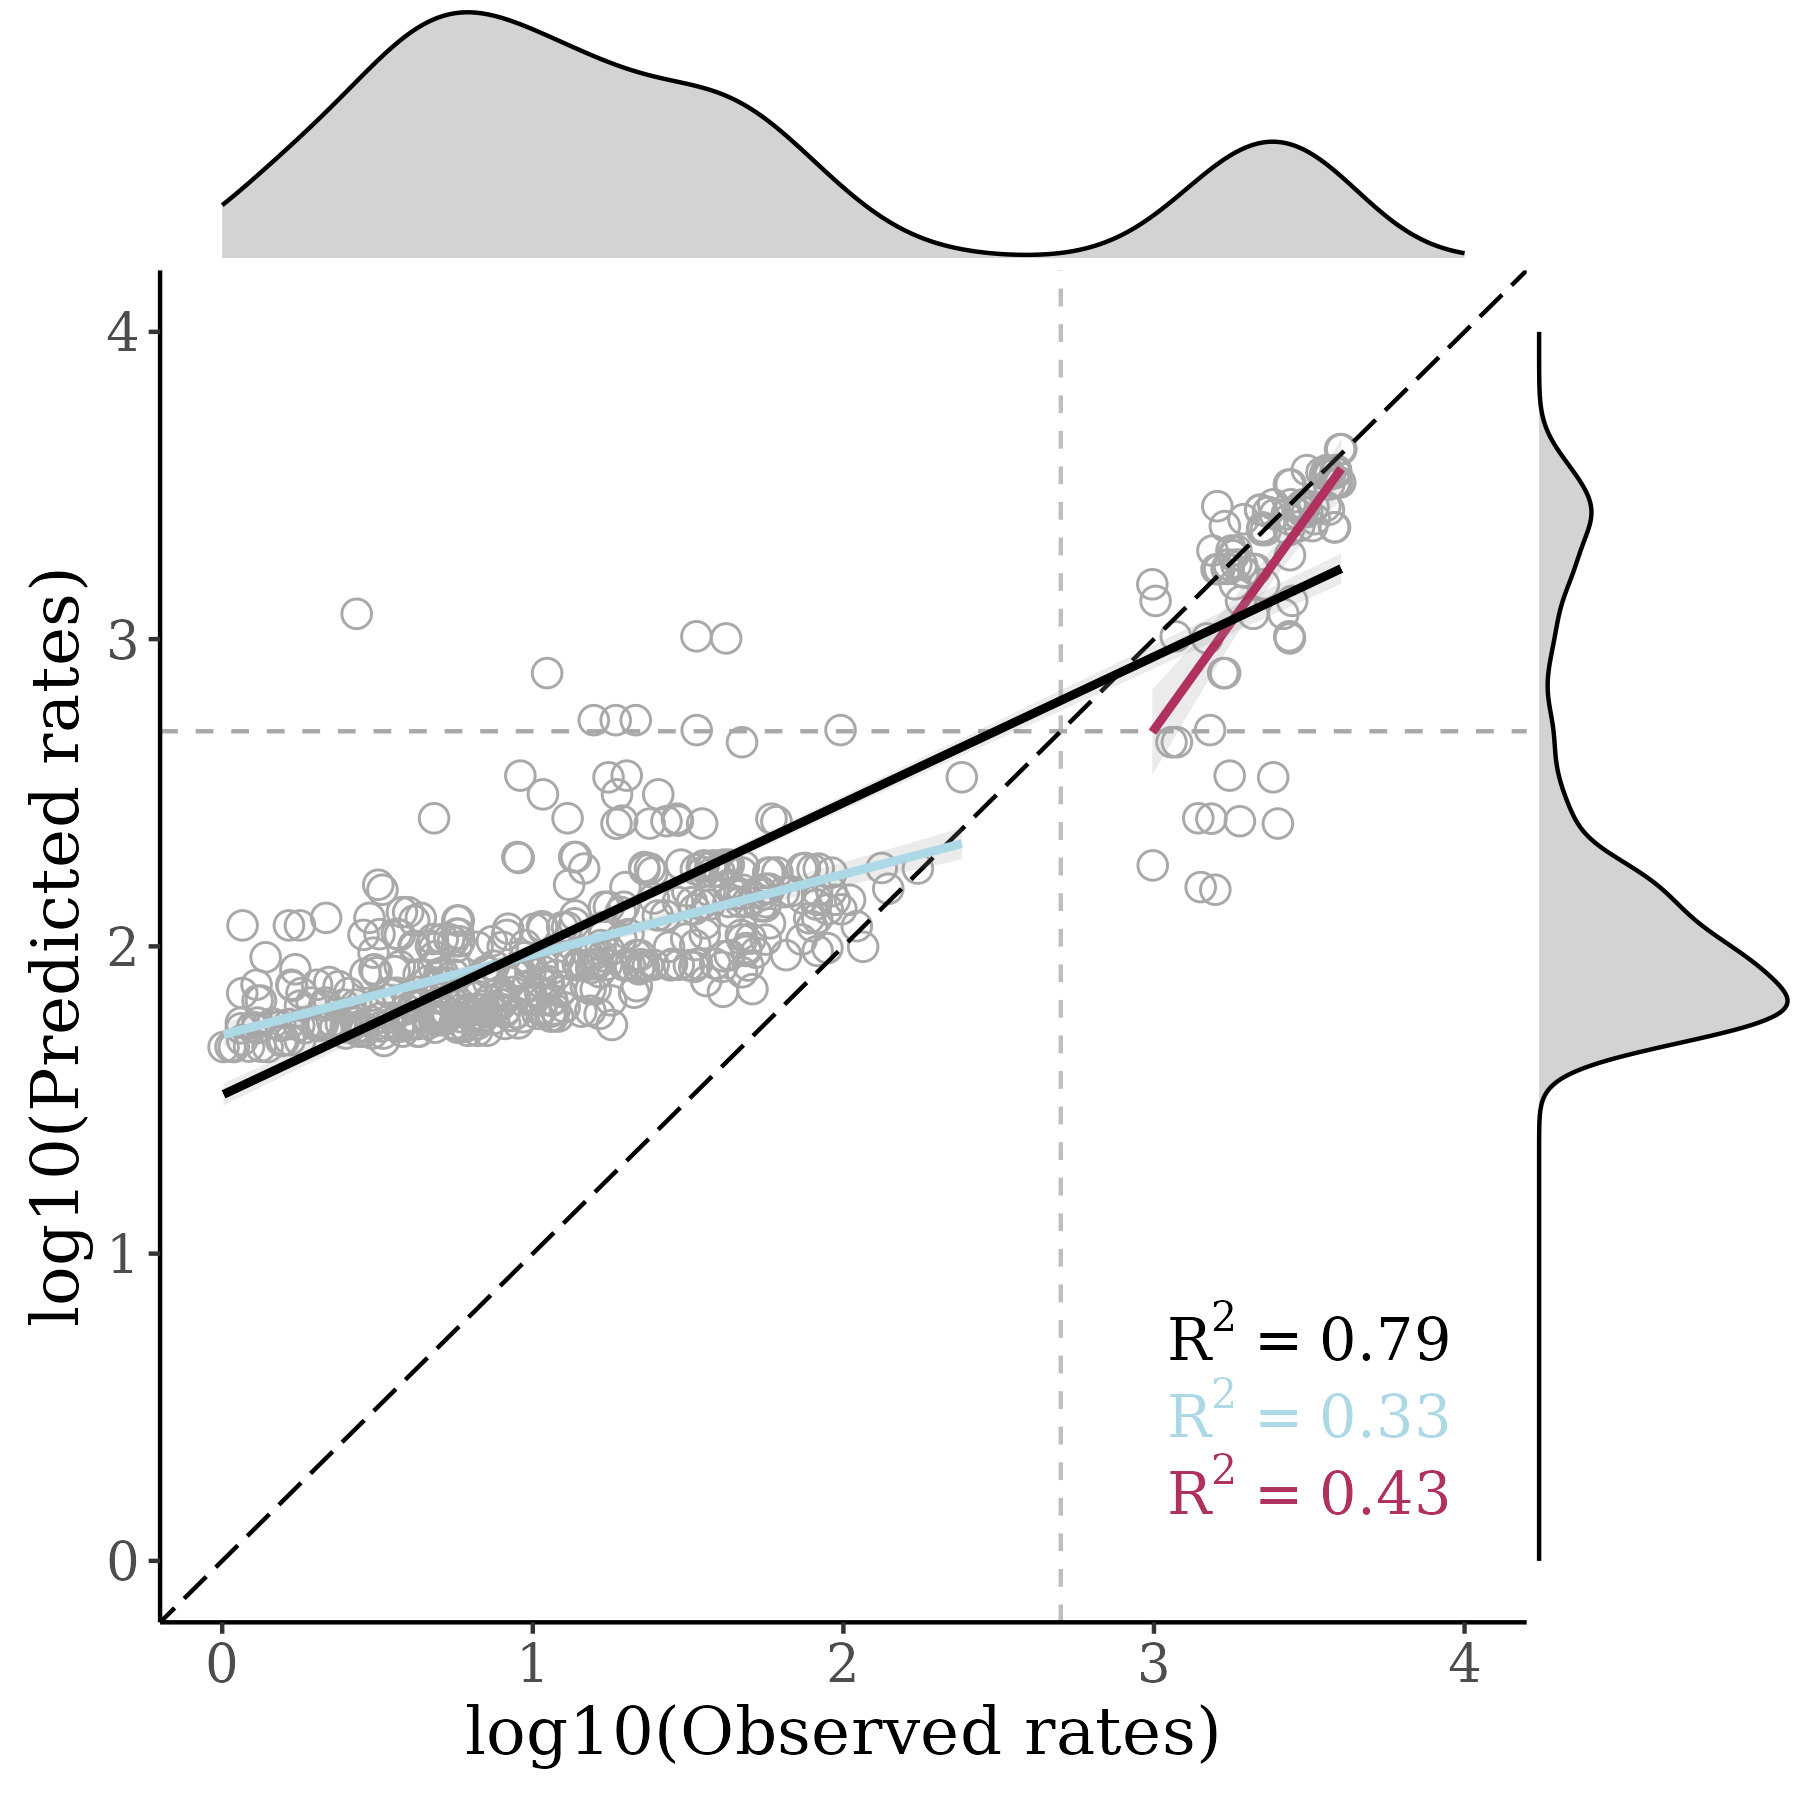 4
3
2
1
0
log10(Predicted rates)
R² = 0.79
R² = 0.33
R² = 0.43
0 1 2 3 4
log10(Observed rates)